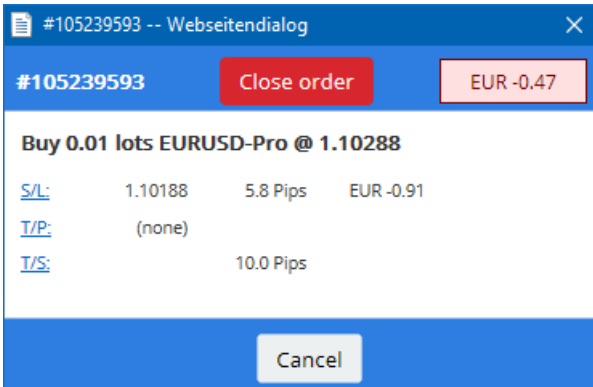 #105239593 -- Webseitendialog
#105239593 Close order EUR -0.47
Buy 0.01 lots EURUSD-Pro @ 1.10288
S/L: 1.10188 5.8 Pips EUR -0.91
T/P: (none)
T/S: 10.0 Pips
Cancel